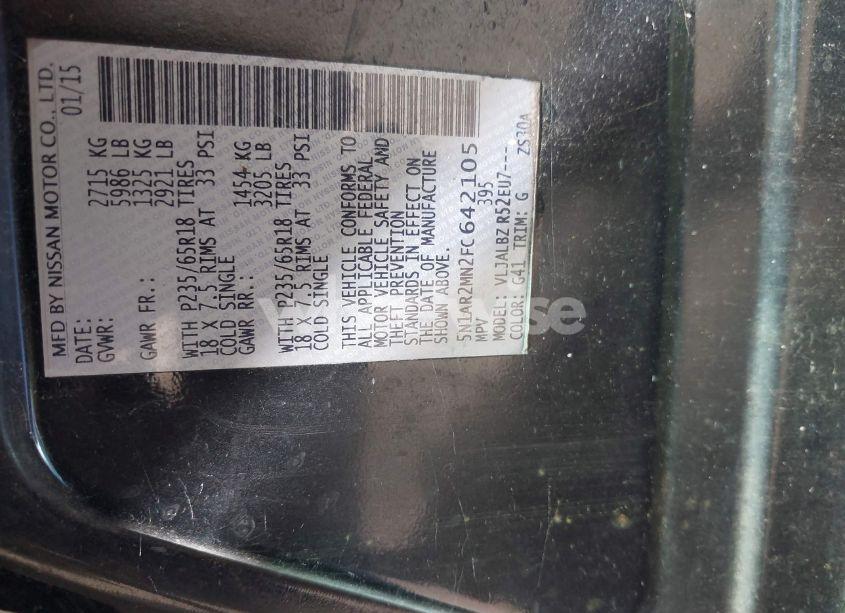 MFD BY NISSAN MOTOR CO., LTD.
DATE: 01/15
GVWR: 2715 KG
5986 LB
GAWR FR.: 1325 KG
2921 LB
WITH P235/65R18 TIRES
18 X 7.5 RIMS AT 33 PSI
COLD SINGLE
GAWR RR.: 1454 KG
3205 LB
WITH P235/65R18 TIRES
18 X 7.5 RIMS AT 33 PSI
COLD SINGLE
THIS VEHICLE CONFORMS TO
ALL APPLICABLE FEDERAL
MOTOR VEHICLE SAFETY AND
THEFT PREVENTION
STANDARDS IN EFFECT ON
THE DATE OF MANUFACTURE
SHOWN ABOVE.
5N1AR2MN2FC642105
MPV 395
MODEL: VLJALBZ R52EU7---
COLOR: G41 TRIM: G ZS30A